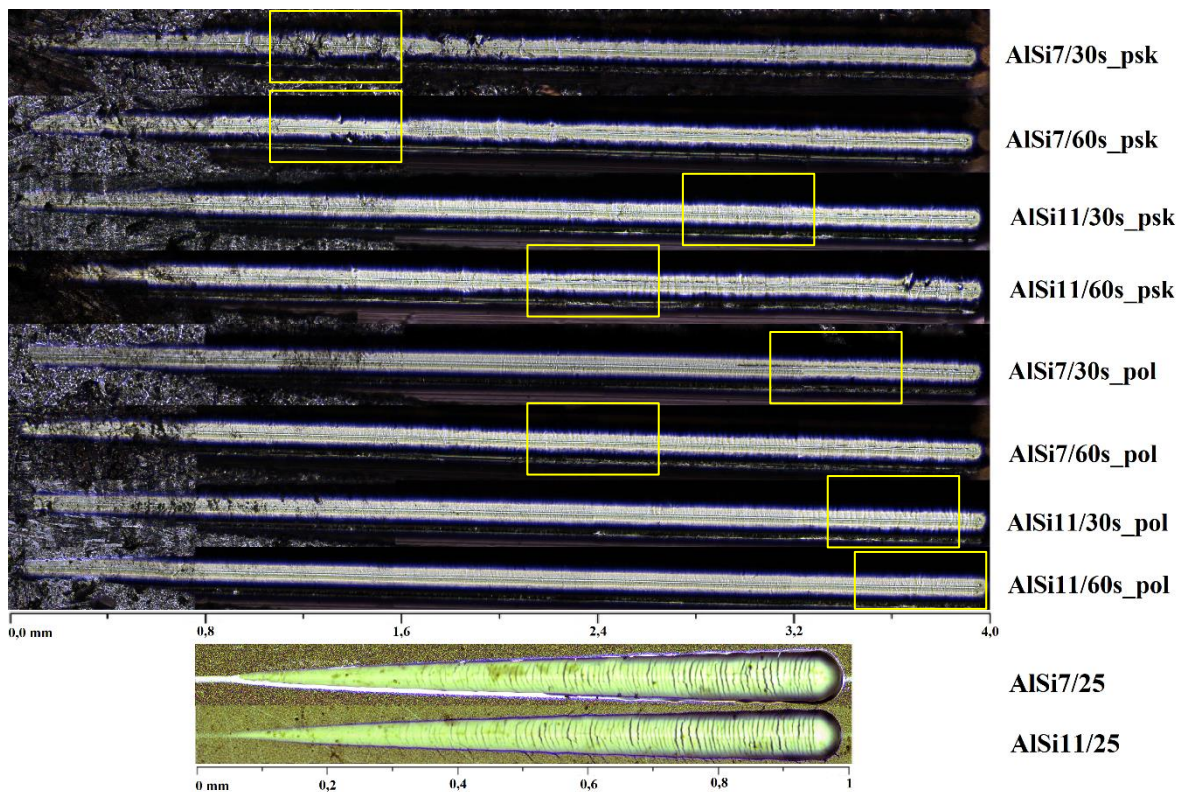 AlSi7/30s_psk
AlSi7/60s_psk
AlSi11/30s_psk
AlSi11/60s_psk
AlSi7/30s_pol
AlSi7/60s_pol
AlSi11/30s_pol
AlSi11/60s_pol
0,0 mm 0,8 1,6 2,4 3,2 4,0
AlSi7/25
AlSi11/25
0 mm 0,2 0,4 0,6 0,8 1